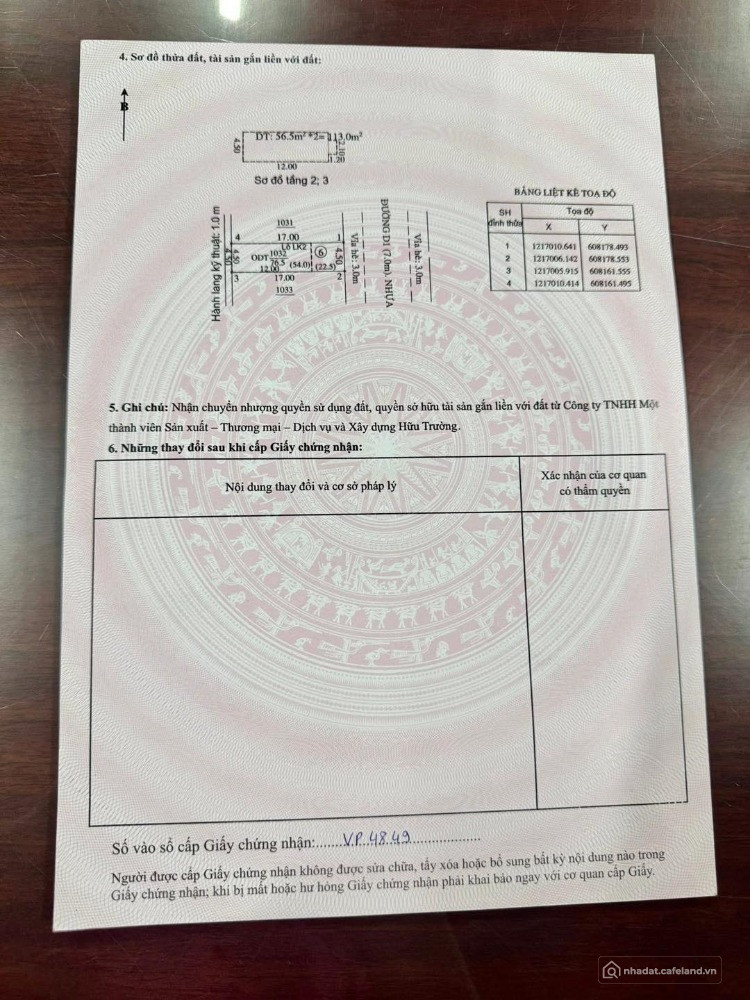 4. Sơ đồ thửa đất, tài sản gắn liền với đất:
B
DT: 56.5m² *2= 113.0m²
4.50
2.10
1.20
12.00
Sơ đồ tầng 2; 3
Hành lang kỹ thuật: 1.0 m
1031
4 17.00 1
Lô LK2
ODT 1032 6
76.5 (54.0) (22.5)
4.50
4.50
4.50
12.00
3 17.00 2
1033
Vỉa hè: 3.0m
ĐƯỜNG D1 (7.0m), NHỰA
Vỉa hè: 3.0m
BẢNG LIỆT KÊ TỌA ĐỘ
SH đỉnh thửa Tọa độ
X Y
1 1217010.641 608178.493
2 1217006.142 608178.553
3 1217005.915 608161.555
4 1217010.414 608161.495
5. Ghi chú: Nhận chuyển nhượng quyền sử dụng đất, quyền sở hữu tài sản gắn liền với đất từ Công ty TNHH Một
thành viên Sản xuất – Thương mại – Dịch vụ và Xây dựng Hữu Trường.
6. Những thay đổi sau khi cấp Giấy chứng nhận:
Nội dung thay đổi và cơ sở pháp lý
Xác nhận của cơ quan
có thẩm quyền
Số vào sổ cấp Giấy chứng nhận:......V.P.48.49..................
Người được cấp Giấy chứng nhận không được sửa chữa, tẩy xóa hoặc bổ sung bất kỳ nội dung nào trong
Giấy chứng nhận; khi bị mất hoặc hư hỏng Giấy chứng nhận phải khai báo ngay với cơ quan cấp Giấy.
nhadat.cafeland.vn